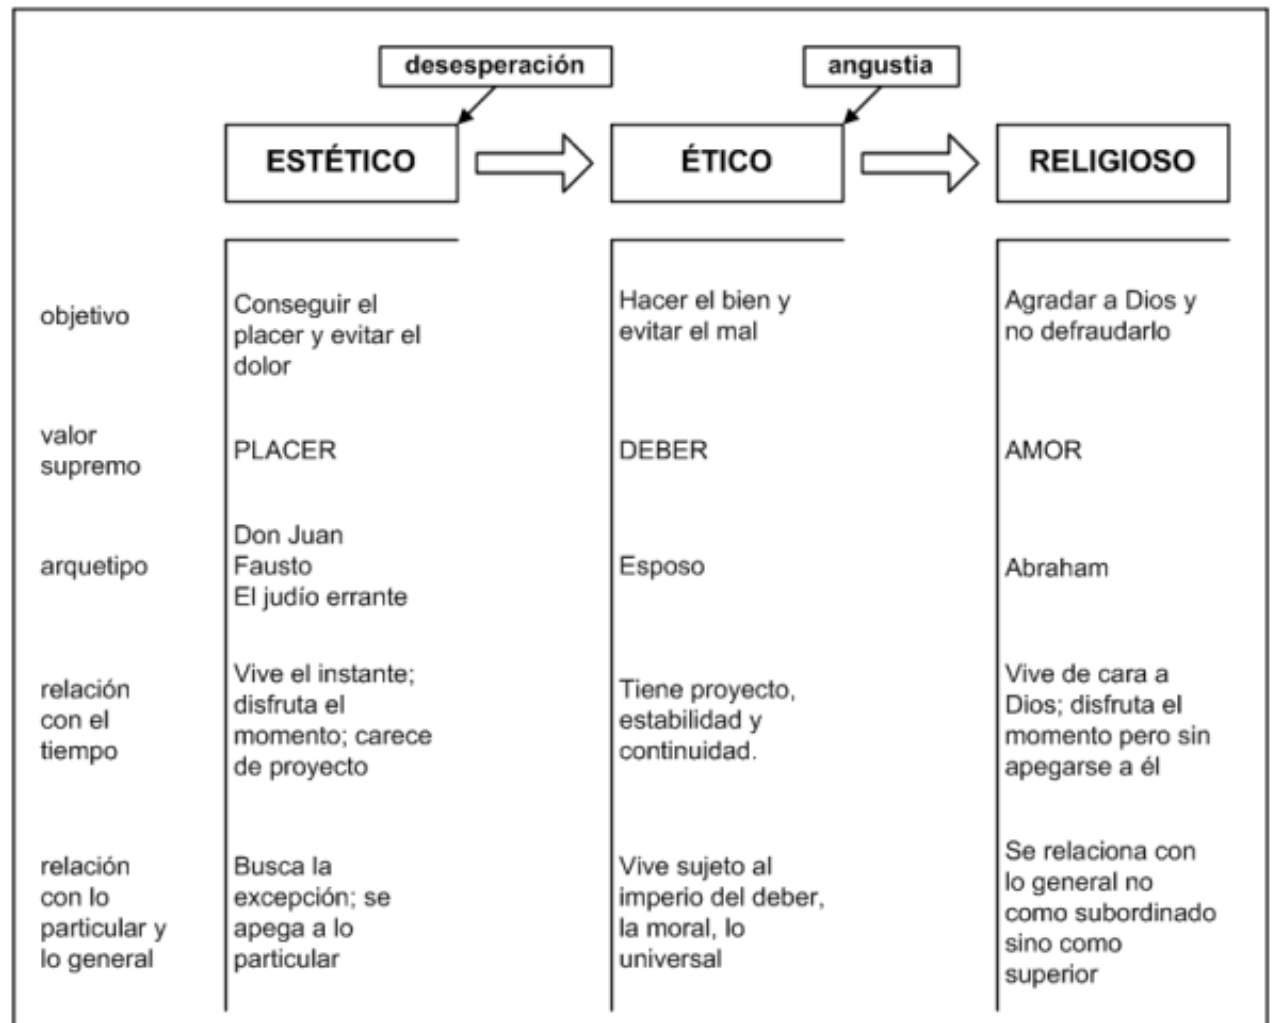 desesperación
angustia
ESTÉTICO
ÉTICO
RELIGIOSO
objetivo
Conseguir el
placer y evitar el
dolor
Hacer el bien y
evitar el mal
Agradar a Dios y
no defraudarlo
valor
supremo
PLACER
DEBER
AMOR
arquetipo
Don Juan
Fausto
El judío errante
Esposo
Abraham
relación
con el
tiempo
Vive el instante;
disfruta el
momento; carece
de proyecto
Tiene proyecto,
estabilidad y
continuidad.
Vive de cara a
Dios; disfruta el
momento pero sin
apegarse a él
relación
con lo
particular y
lo general
Busca la
excepción; se
apega a lo
particular
Vive sujeto al
imperio del deber,
la moral, lo
universal
Se relaciona con
lo general no
como subordinado
sino como
superior